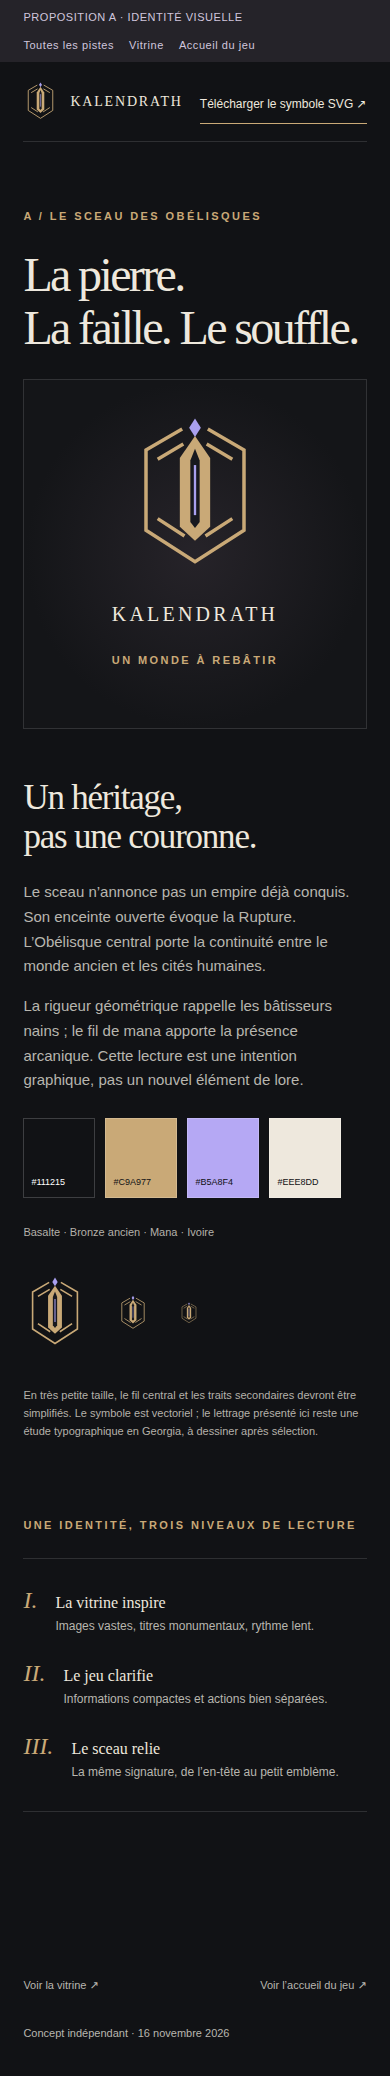 PROPOSITION A · IDENTITÉ VISUELLE
Toutes les pistes Vitrine Accueil du jeu
KALENDRATH
Télécharger le symbole SVG ↗
A / LE SCEAU DES OBÉLISQUES
La pierre.
La faille. Le souffle.
KALENDRATH
UN MONDE À REBÂTIR
Un héritage,
pas une couronne.
Le sceau n’annonce pas un empire déjà conquis.
Son enceinte ouverte évoque la Rupture.
L’Obélisque central porte la continuité entre le
monde ancien et les cités humaines.
La rigueur géométrique rappelle les bâtisseurs
nains ; le fil de mana apporte la présence
arcanique. Cette lecture est une intention
graphique, pas un nouvel élément de lore.
#111215 #C9A977 #B5A8F4 #EEE8DD
Basalte · Bronze ancien · Mana · Ivoire
En très petite taille, le fil central et les traits secondaires devront être
simplifiés. Le symbole est vectoriel ; le lettrage présenté ici reste une
étude typographique en Georgia, à dessiner après sélection.
UNE IDENTITÉ, TROIS NIVEAUX DE LECTURE
I. La vitrine inspire
Images vastes, titres monumentaux, rythme lent.
II. Le jeu clarifie
Informations compactes et actions bien séparées.
III. Le sceau relie
La même signature, de l’en-tête au petit emblème.
Voir la vitrine ↗ Voir l’accueil du jeu ↗
Concept indépendant · 16 novembre 2026